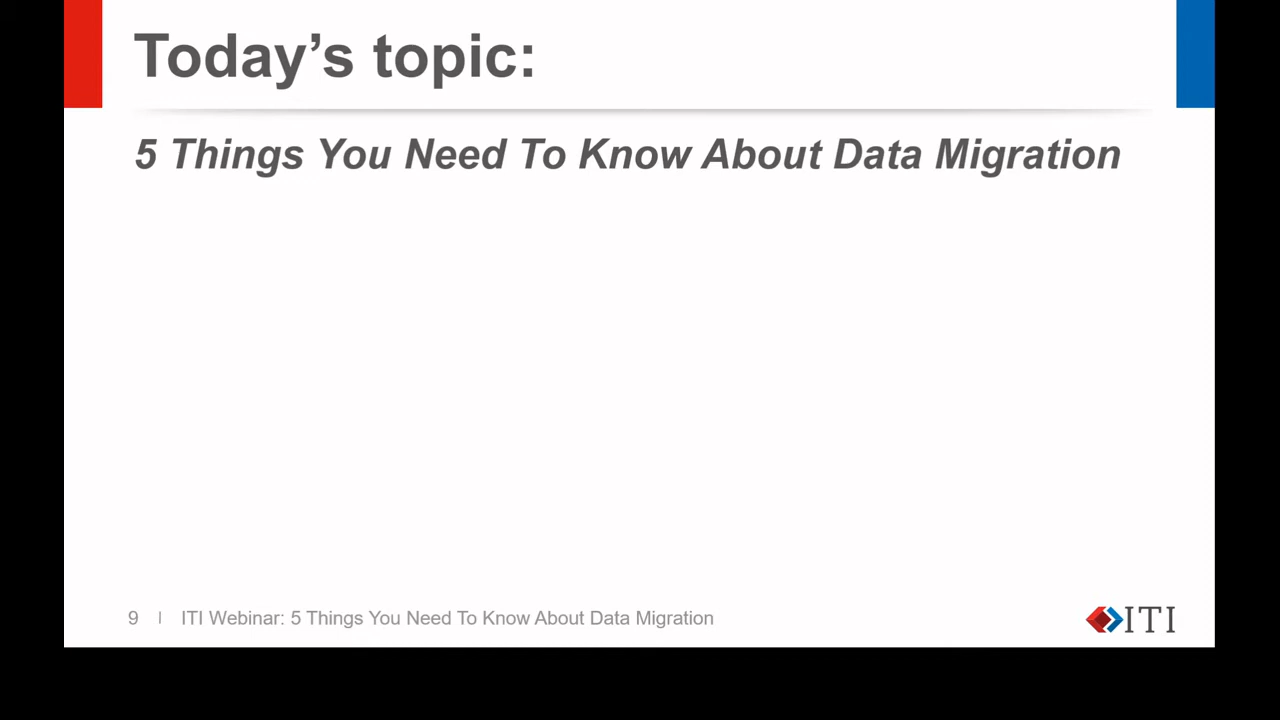 Today’s topic:
5 Things You Need To Know About Data Migration
9 | ITI Webinar: 5 Things You Need To Know About Data Migration
ITI